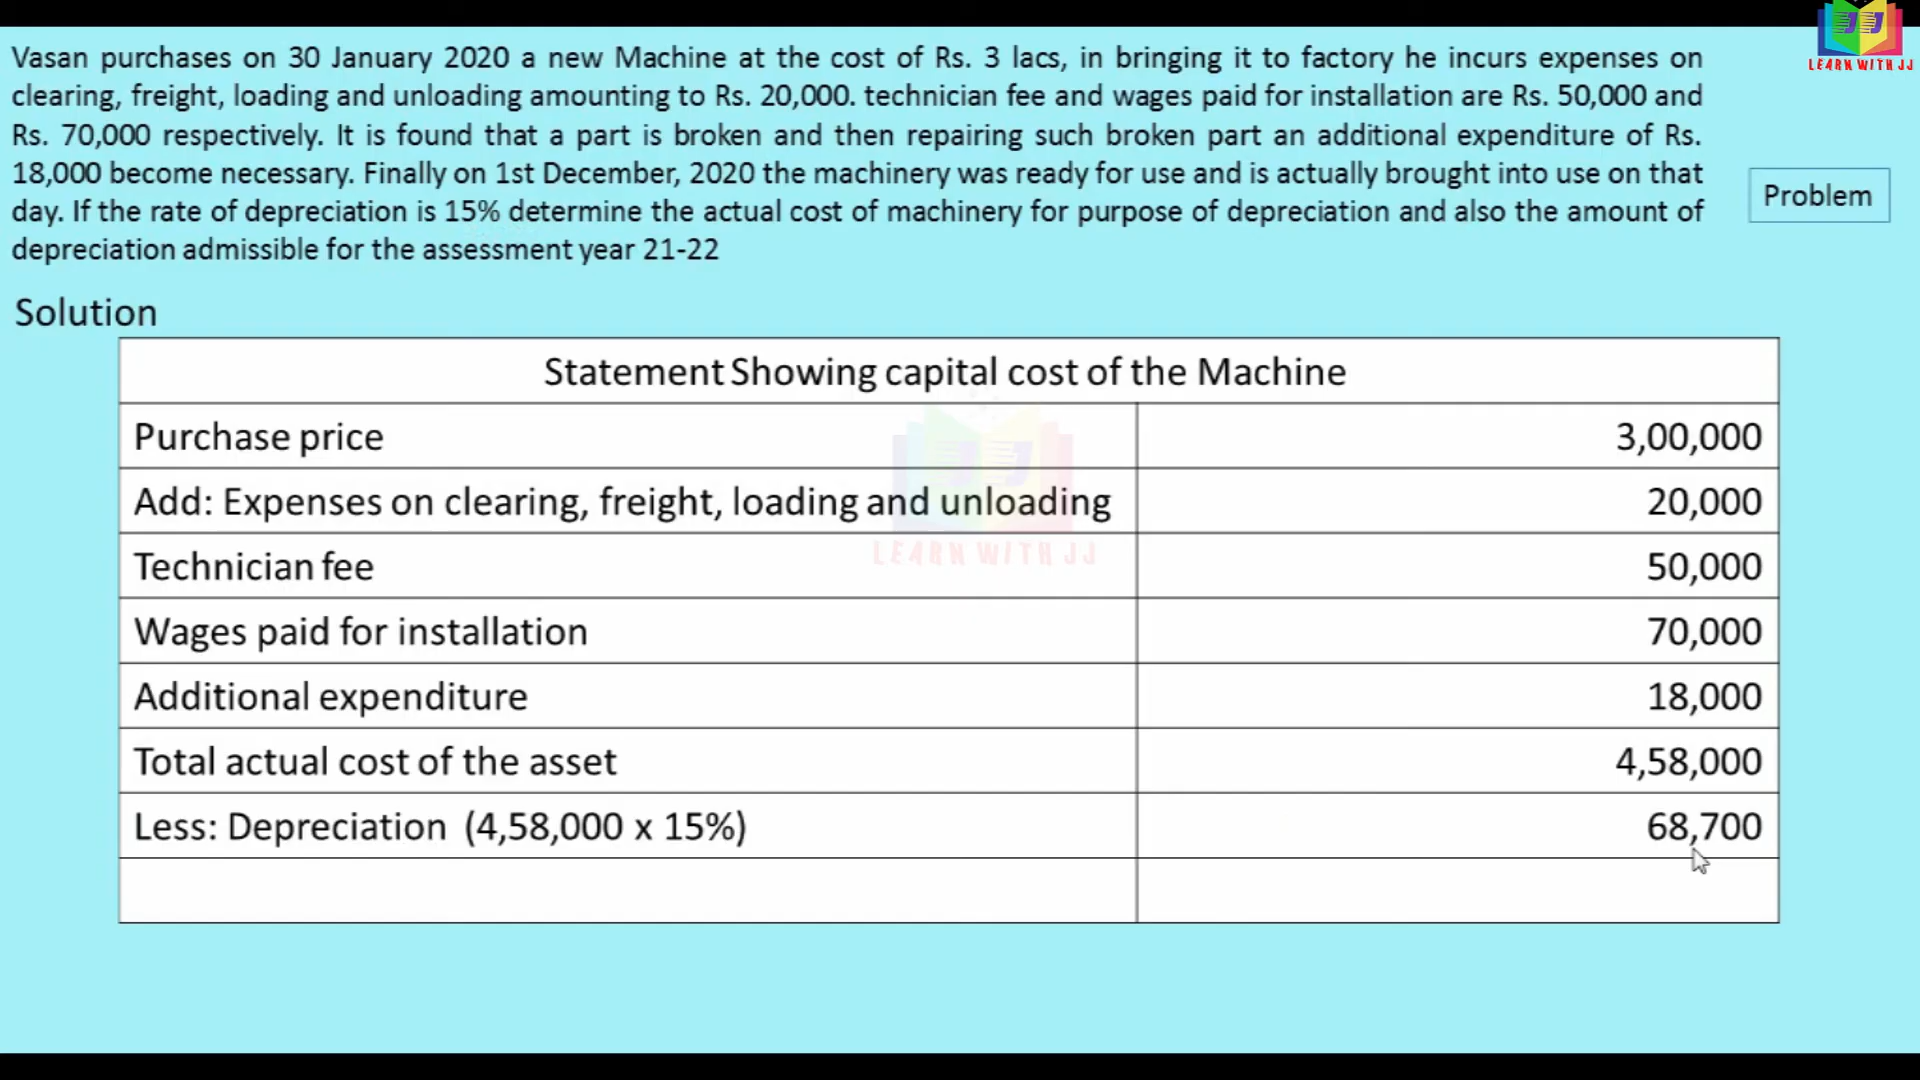 LEARN WITH JJ
Vasan purchases on 30 January 2020 a new Machine at the cost of Rs. 3 lacs, in bringing it to factory he incurs expenses on
clearing, freight, loading and unloading amounting to Rs. 20,000. technician fee and wages paid for installation are Rs. 50,000 and
Rs. 70,000 respectively. It is found that a part is broken and then repairing such broken part an additional expenditure of Rs.
18,000 become necessary. Finally on 1st December, 2020 the machinery was ready for use and is actually brought into use on that
day. If the rate of depreciation is 15% determine the actual cost of machinery for purpose of depreciation and also the amount of
depreciation admissible for the assessment year 21-22
Problem
Solution
Statement Showing capital cost of the Machine
Purchase price 3,00,000
Add: Expenses on clearing, freight, loading and unloading 20,000
LEARN WITH JJ
Technician fee 50,000
Wages paid for installation 70,000
Additional expenditure 18,000
Total actual cost of the asset 4,58,000
Less: Depreciation (4,58,000 x 15%) 68,700